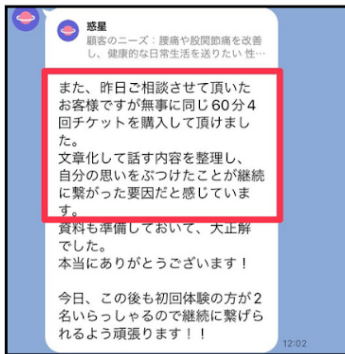 惑星
顧客のニーズ：腰痛や股関節痛を改善
し、健康的な日常生活を送りたい 性…
また、昨日ご相談させて頂いた
お客様ですが無事に同じ60分4
回チケットを購入して頂けまし
た。
文章化して話す内容を整理し、
自分の思いをぶつけたことが継続
に繋がった要因だと感じていま
す。
資料も準備しておいて、大正解
でした。
本当にありがとうございます！
今日、この後も初回体験の方が2
名いらっしゃるので継続に繋げら
れるよう頑張ります！！
12:02